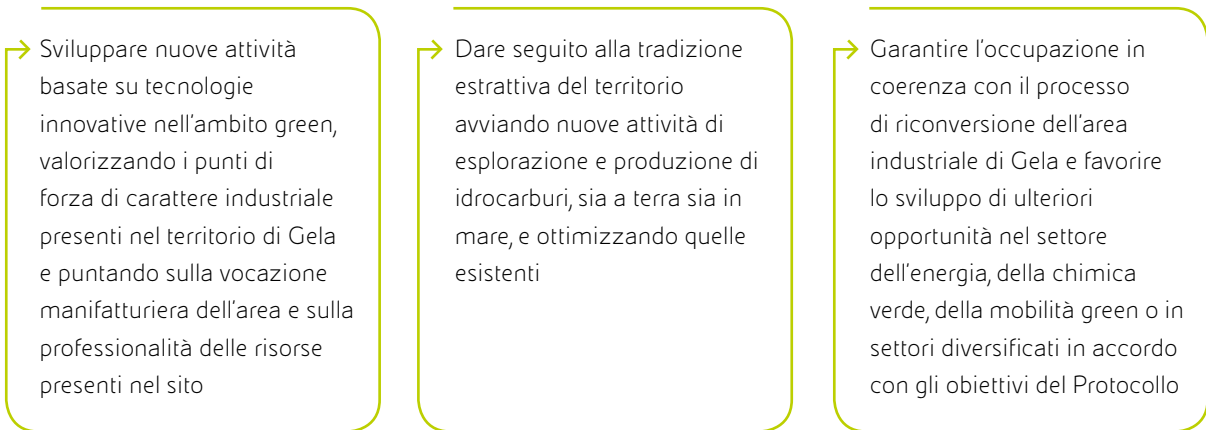 Sviluppare nuove attività
basate su tecnologie
innovative nell'ambito green,
valorizzando i punti di
forza di carattere industriale
presenti nel territorio di Gela
e puntando sulla vocazione
manifatturiera dell'area e sulla
professionalità delle risorse
presenti nel sito
Dare seguito alla tradizione
estrattiva del territorio
avviando nuove attività di
esplorazione e produzione di
idrocarburi, sia a terra sia in
mare, e ottimizzando quelle
esistenti
Garantire l'occupazione in
coerenza con il processo
di riconversione dell'area
industriale di Gela e favorire
lo sviluppo di ulteriori
opportunità nel settore
dell'energia, della chimica
verde, della mobilità green o in
settori diversificati in accordo
con gli obiettivi del Protocollo